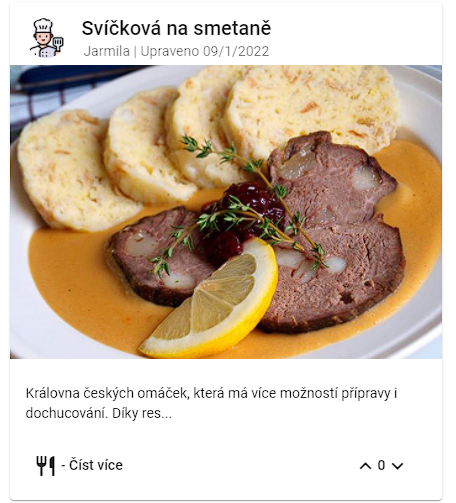 Svíčková na smetaně
Jarmila | Upraveno 09/1/2022
Královna českých omáček, která má více možností přípravy i
dochucování. Díky res...
- Číst více
0